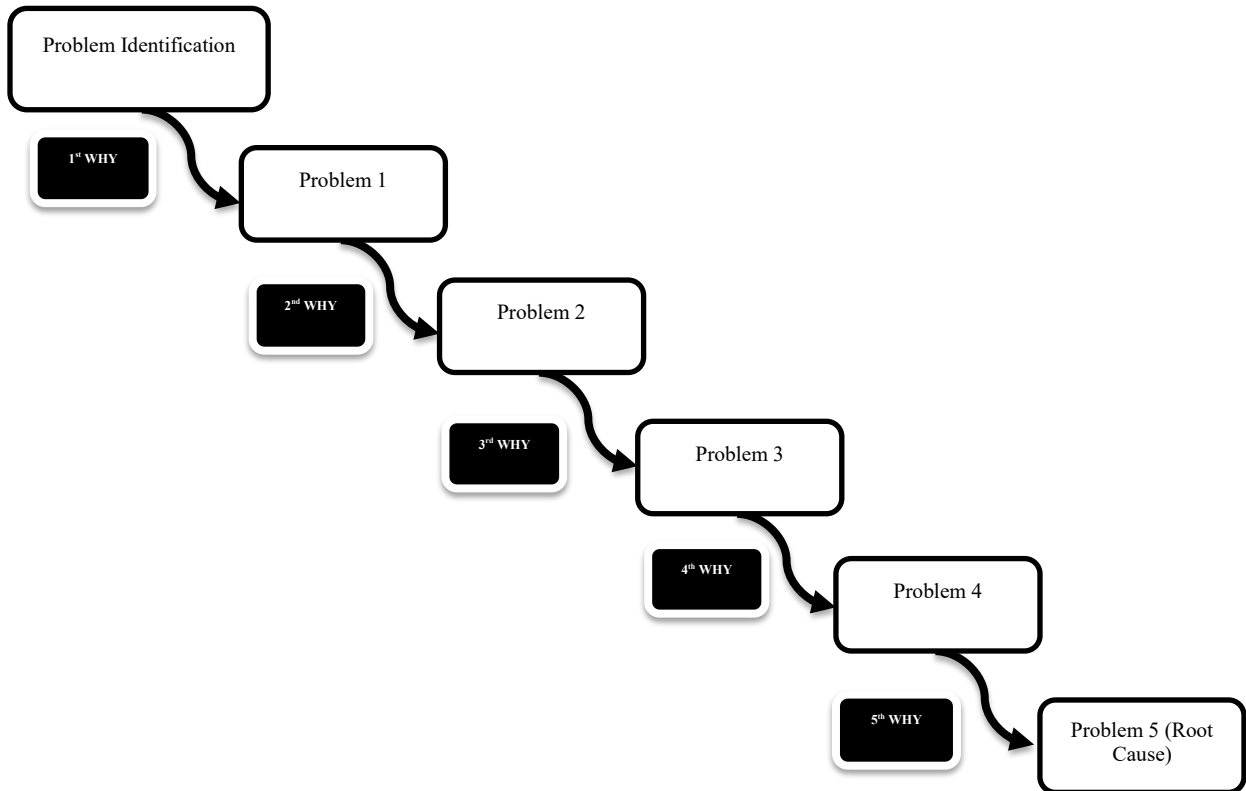 Problem Identification
1st WHY
Problem 1
2nd WHY
Problem 2
3rd WHY
Problem 3
4th WHY
Problem 4
5th WHY
Problem 5 (Root
Cause)